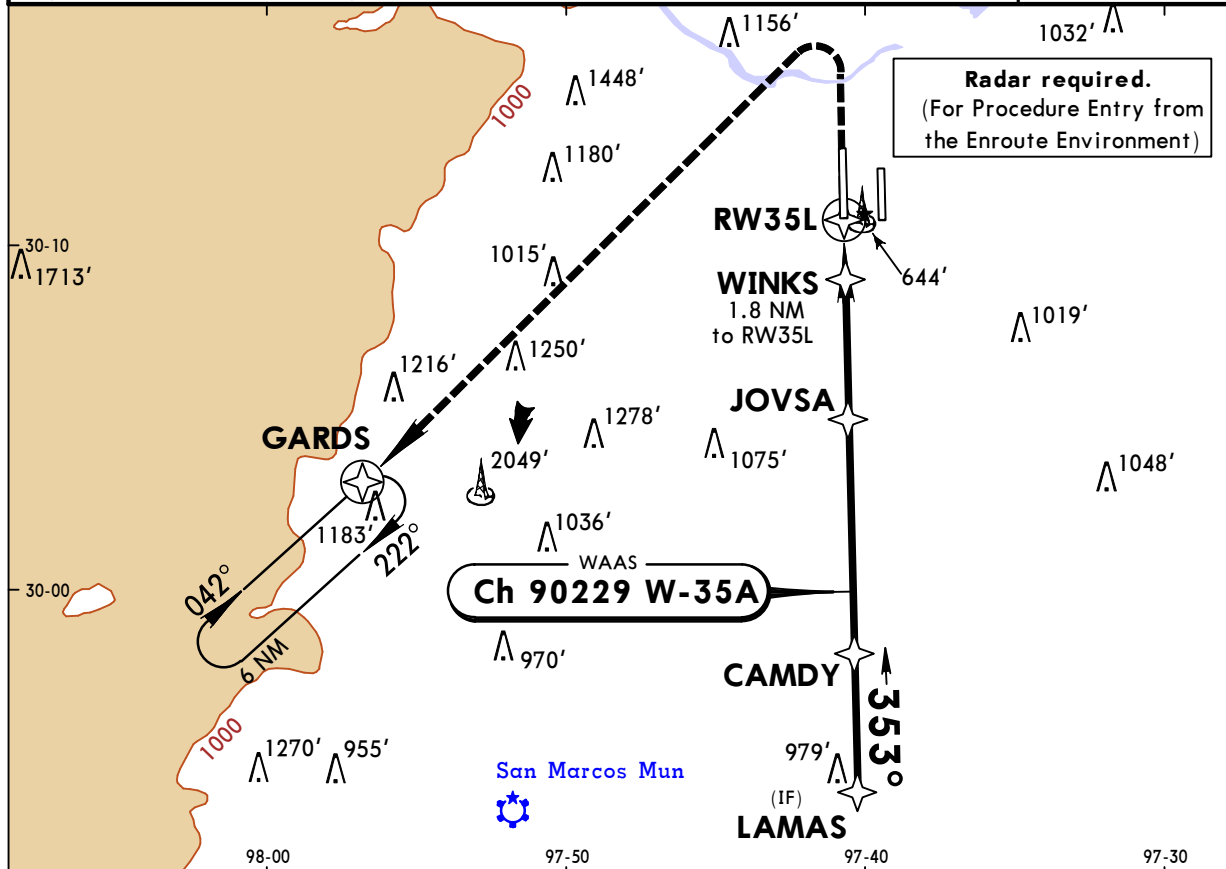 1156'
1032'
1448'
1000
Radar required.
(For Procedure Entry from
the Enroute Environment)
1180'
RW35L
30-10
1713'
1015'
WINKS
1.8 NM
to RW35L
644'
1019'
1250'
1216'
JOVSA
GARDS
1278'
1075'
2049'
1048'
1183'
222°
1036'
042°
30-00
WAAS
Ch 90229 W-35A
6 NM
970'
CAMDY
353°
1000
1270'
955'
979'
San Marcos Mun
(IF)
LAMAS
98-00
97-50
97-40
97-30